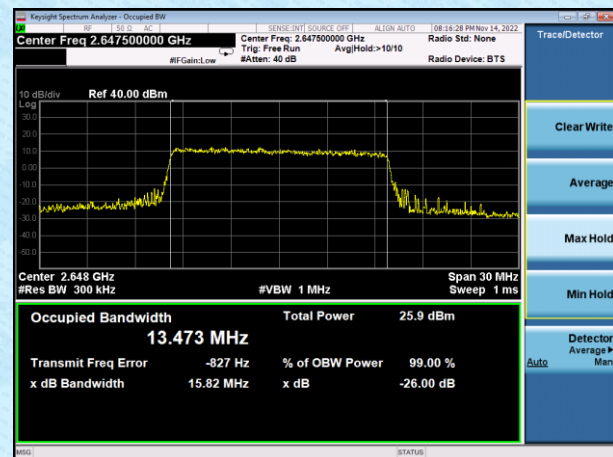 Keysight Spectrum Analyzer - Occupied BW
RF 50 Ω AC SENSE:INT SOURCE OFF ALIGN AUTO 08:16:28 PM Nov 14, 2022
Center Freq 2.647500000 GHz
Center Freq: 2.647500000 GHz
Radio Std: None
Trig: Free Run Avg|Hold:>10/10
#IFGain:Low #Atten: 40 dB
Radio Device: BTS
Trace/Detector
10 dB/div Ref 40.00 dBm
Log
30.0
20.0
10.0
0.00
-10.0
-20.0
-30.0
-40.0
-50.0
Center 2.648 GHz Span 30 MHz
#Res BW 300 kHz #VBW 1 MHz Sweep 1 ms
Occupied Bandwidth Total Power 25.9 dBm
13.473 MHz
Transmit Freq Error -827 Hz % of OBW Power 99.00 %
x dB Bandwidth 15.82 MHz x dB -26.00 dB
Clear Write
Average
Max Hold
Min Hold
Detector
Average
Auto Man
MSG STATUS